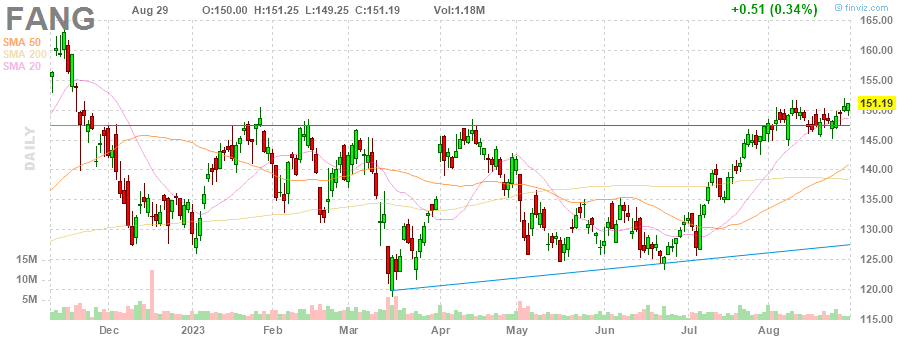 FANG Aug 29 O:150.00 H:151.25 L:149.25 C:151.19 Vol:1.18M +0.51 (0.34%) @ finviz.com
SMA 50
SMA 200
SMA 20
DAILY
165.00
160.00
155.00
151.19
145.00
140.00
135.00
130.00
125.00
120.00
115.00
15M
10M
5M
Dec 2023 Feb Mar Apr May Jun Jul Aug